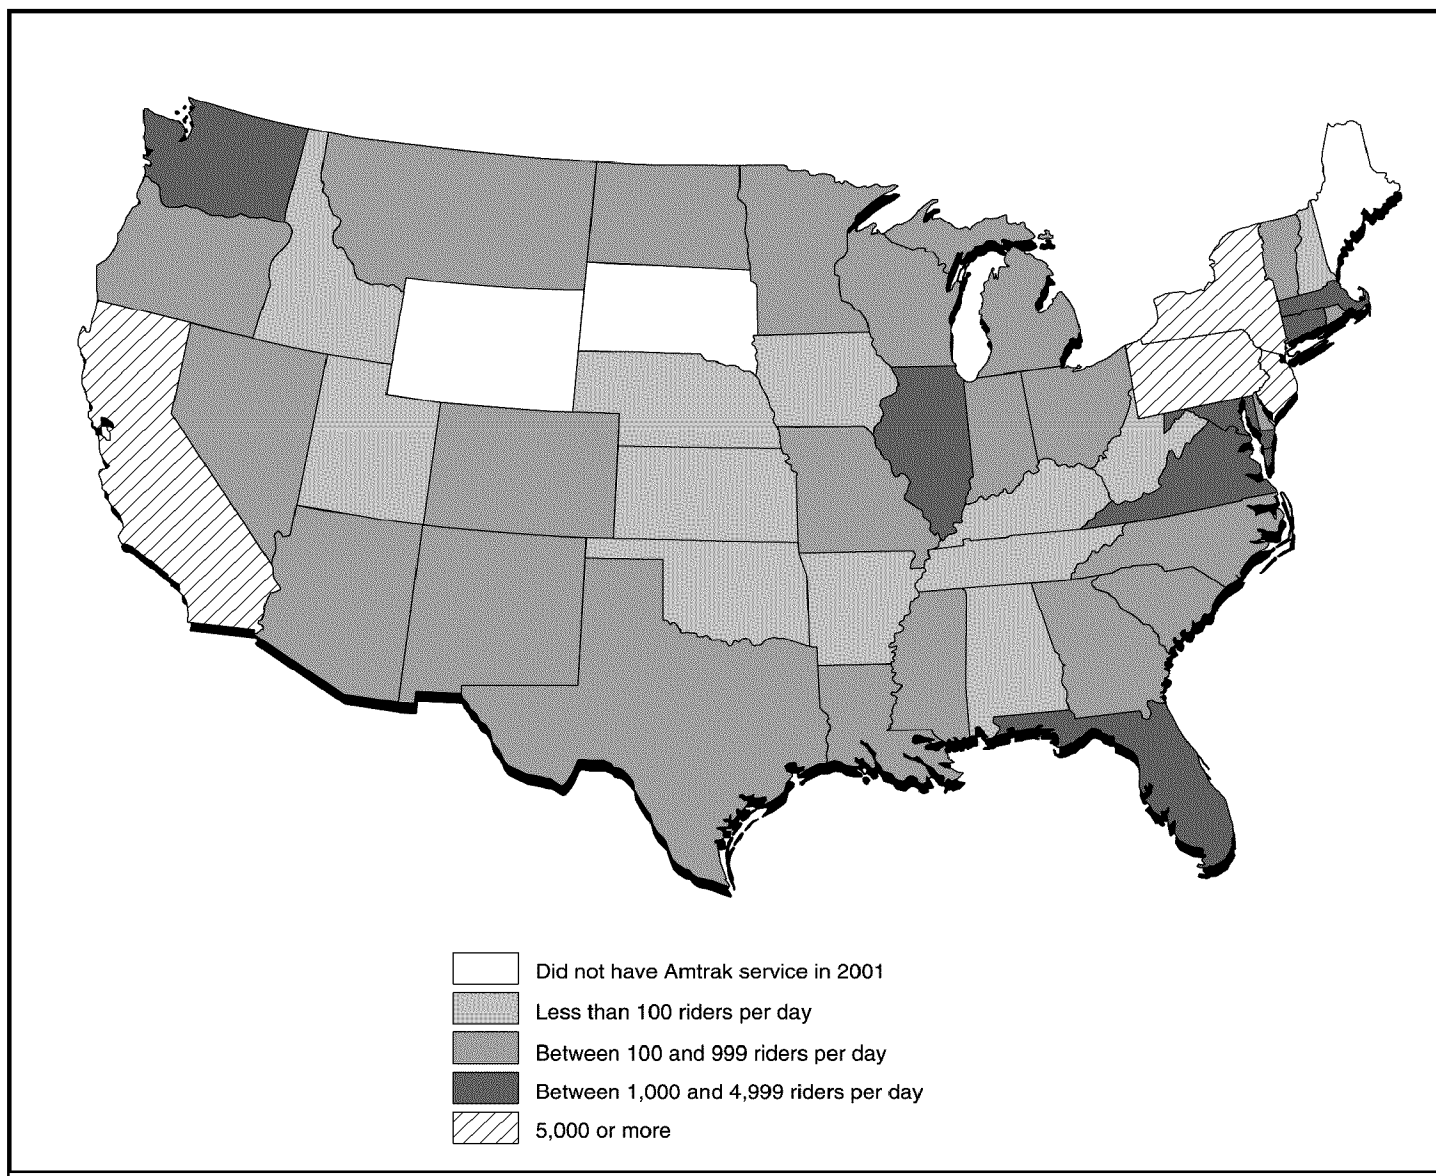 Did not have Amtrak service in 2001
Less than 100 riders per day
Between 100 and 999 riders per day
Between 1,000 and 4,999 riders per day
5,000 or more